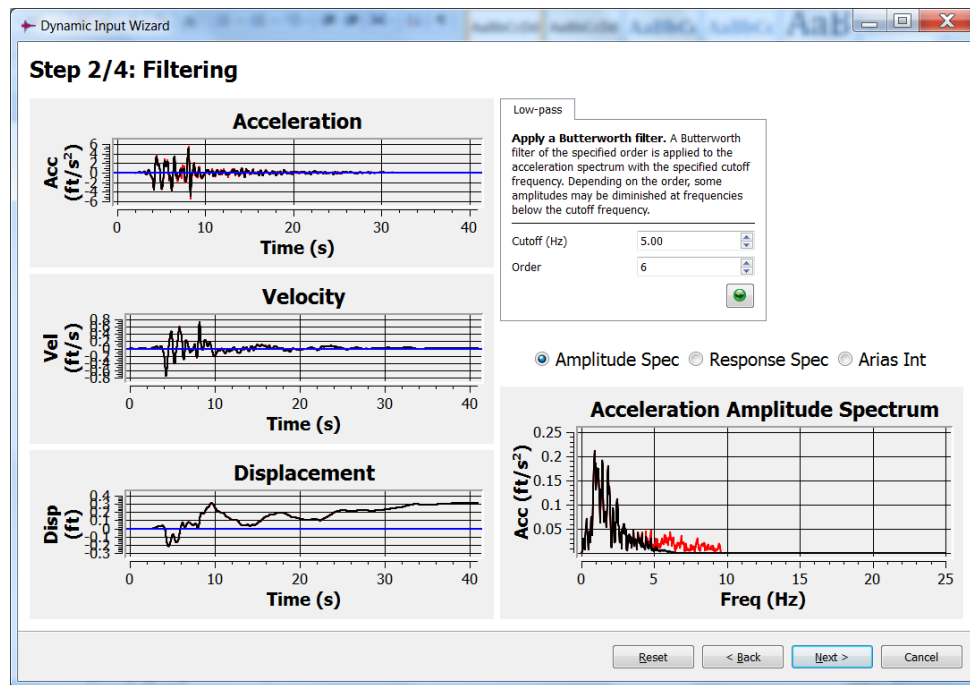 Dynamic Input Wizard
AaB
Step 2/4: Filtering
Acceleration
Acc
(ft/s²)
6
4
2
0
-2
-4
-6
0 10 20 30 40
Time (s)
Velocity
Vel
(ft/s)
0.8
0.6
0.4
0.2
0
-0.2
-0.4
-0.6
-0.8
0 10 20 30 40
Time (s)
Displacement
Disp
(ft)
0.4
0.3
0.2
0.1
0
-0.1
-0.2
-0.3
0 10 20 30 40
Time (s)
Low-pass
Apply a Butterworth filter. A Butterworth
filter of the specified order is applied to the
acceleration spectrum with the specified cutoff
frequency. Depending on the order, some
amplitudes may be diminished at frequencies
below the cutoff frequency.
Cutoff (Hz) 5.00
Order 6
Amplitude Spec Response Spec Arias Int
Acceleration Amplitude Spectrum
Acc (ft/s²)
0.25
0.2
0.15
0.1
0.05
0 5 10 15 20 25
Freq (Hz)
Reset < Back Next > Cancel